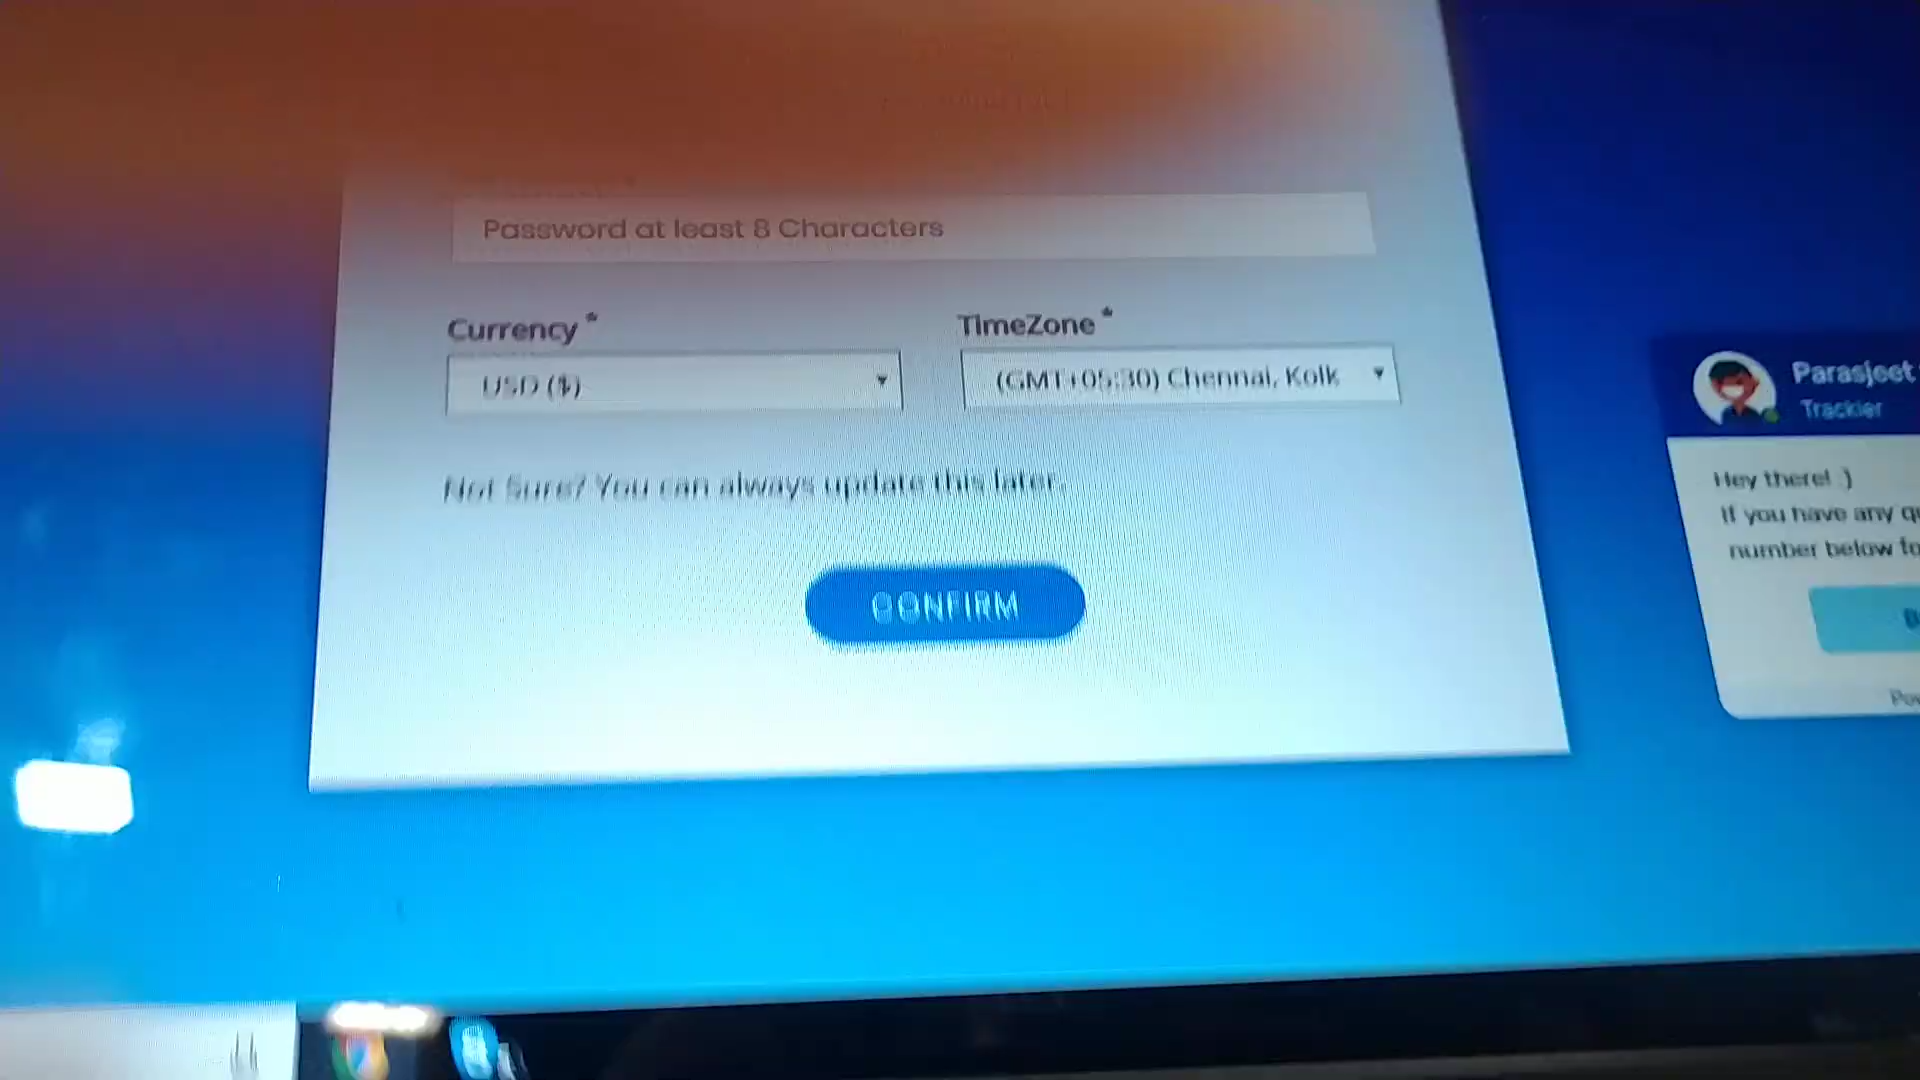 Password at least 8 Characters
Currency *
TimeZone *
USD ($)
(GMT+05:30) Chennai, Kolk
Not Sure? You can always update this later.
CONFIRM
Parasjeet
Trackier
Hey there! :)
If you have any
number below